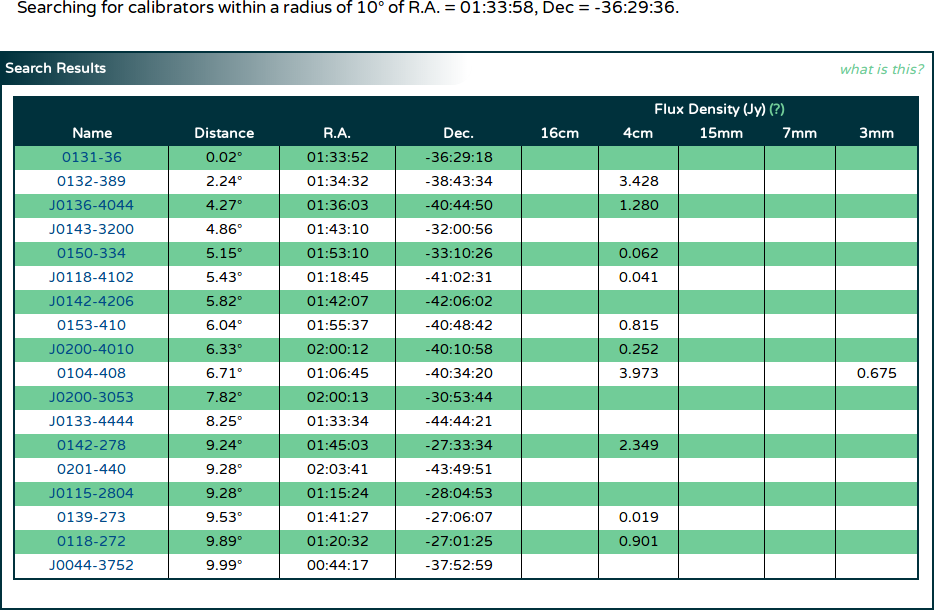 Searching for calibrators within a radius of 10° of R.A. = 01:33:58, Dec = -36:29:36.
Search Results what is this?
Flux Density (Jy) (?)
Name Distance R.A. Dec. 16cm 4cm 15mm 7mm 3mm
0131-36 0.02° 01:33:52 -36:29:18
0132-389 2.24° 01:34:32 -38:43:34 3.428
J0136-4044 4.27° 01:36:03 -40:44:50 1.280
J0143-3200 4.86° 01:43:10 -32:00:56
0150-334 5.15° 01:53:10 -33:10:26 0.062
J0118-4102 5.43° 01:18:45 -41:02:31 0.041
J0142-4206 5.82° 01:42:07 -42:06:02
0153-410 6.04° 01:55:37 -40:48:42 0.815
J0200-4010 6.33° 02:00:12 -40:10:58 0.252
0104-408 6.71° 01:06:45 -40:34:20 3.973 0.675
J0200-3053 7.82° 02:00:13 -30:53:44
J0133-4444 8.25° 01:33:34 -44:44:21
0142-278 9.24° 01:45:03 -27:33:34 2.349
0201-440 9.28° 02:03:41 -43:49:51
J0115-2804 9.28° 01:15:24 -28:04:53
0139-273 9.53° 01:41:27 -27:06:07 0.019
0118-272 9.89° 01:20:32 -27:01:25 0.901
J0044-3752 9.99° 00:44:17 -37:52:59